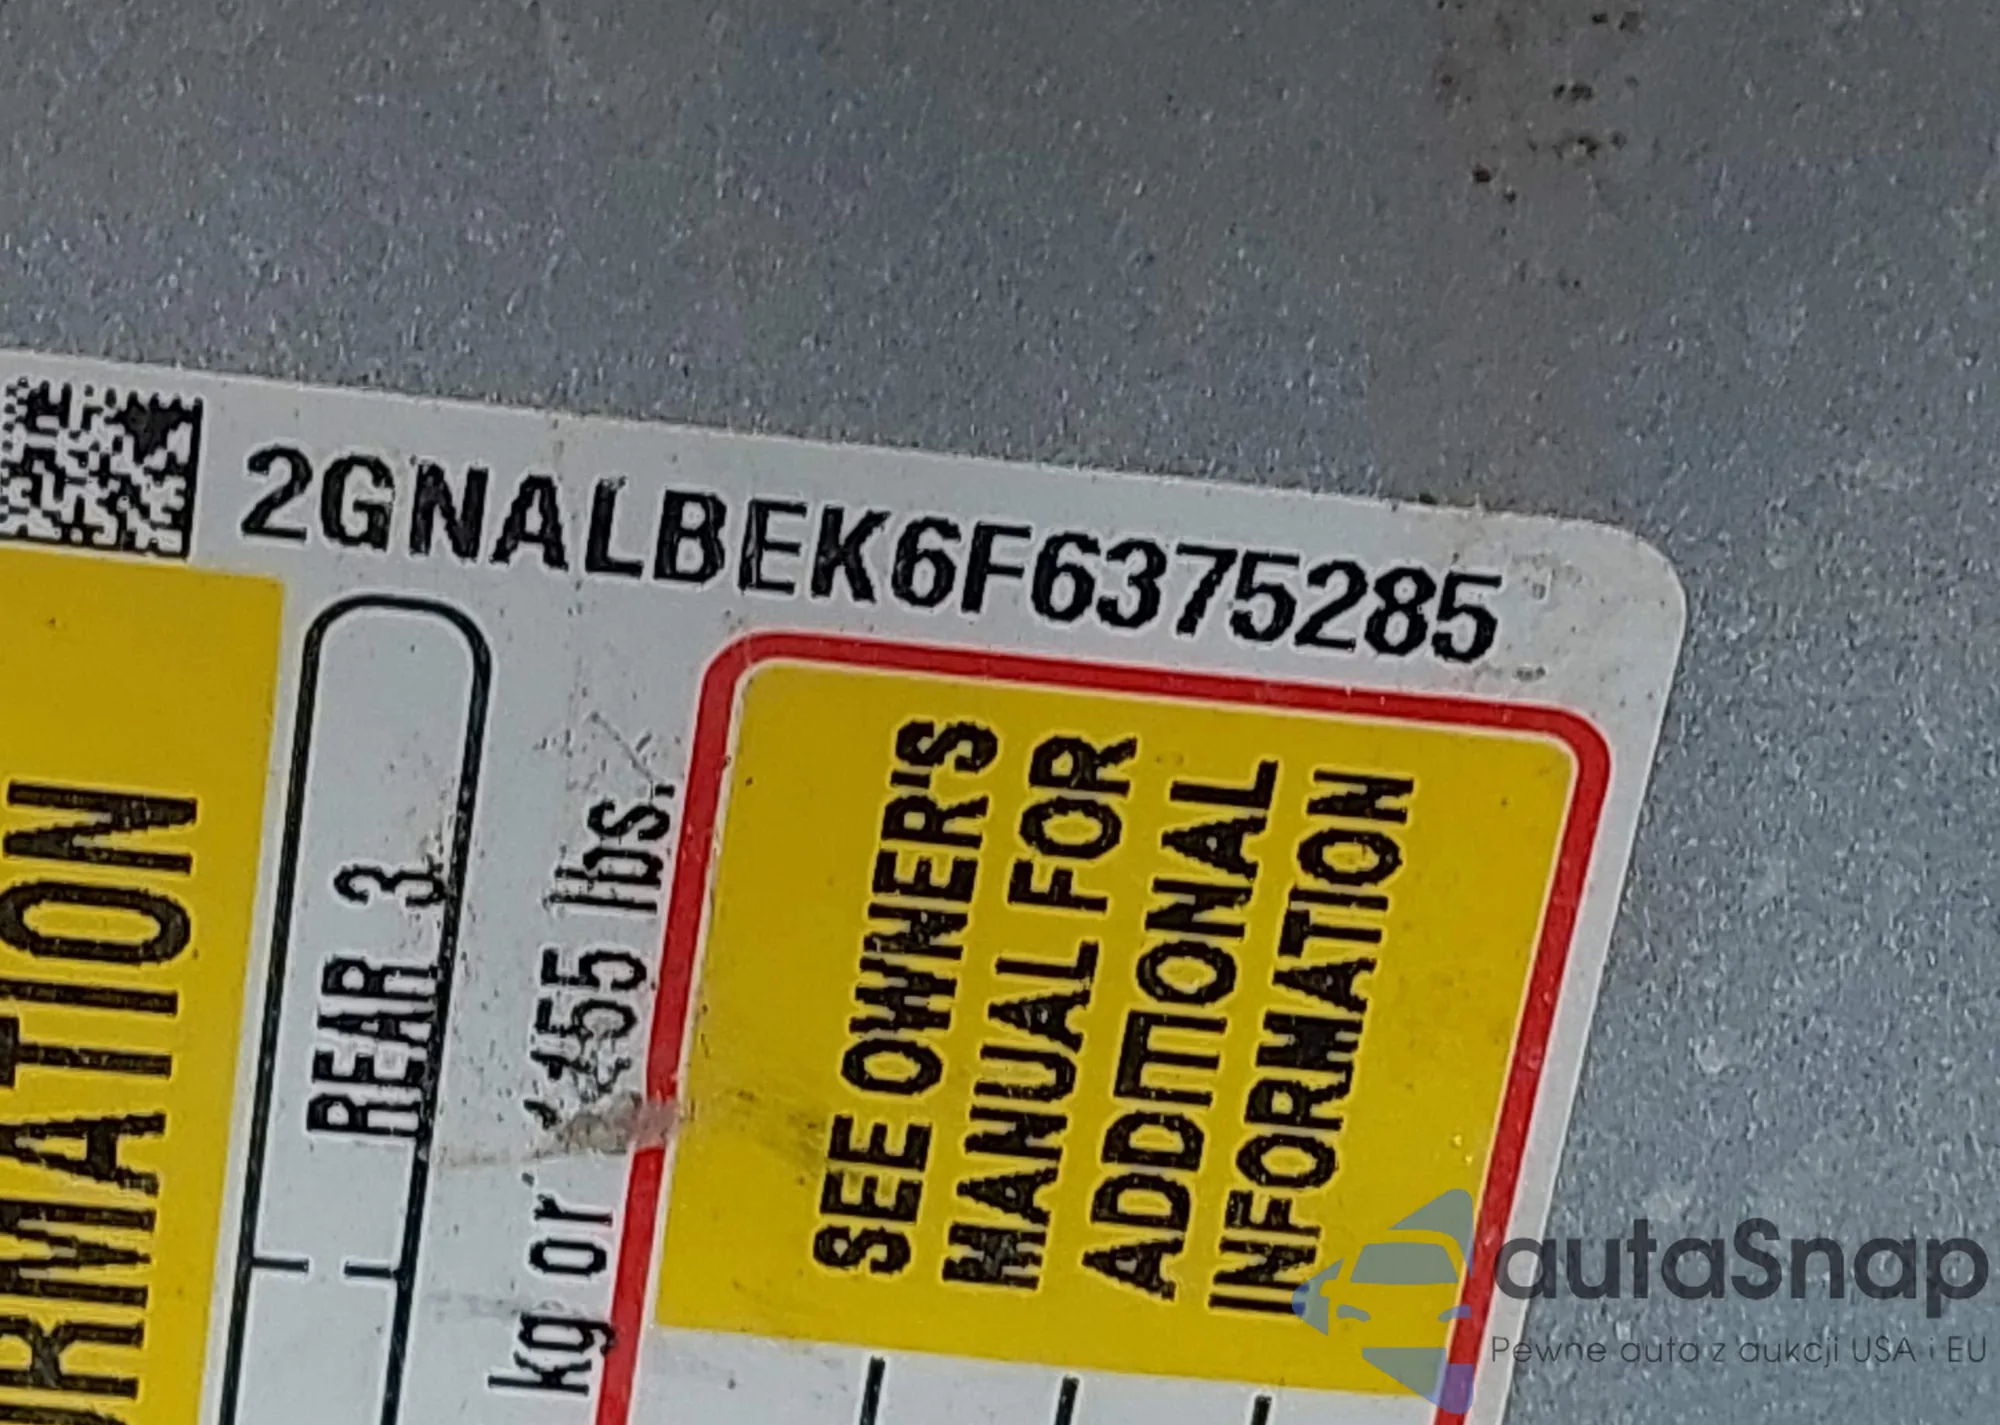 2GNALBEK6F6375285
RMATION
REAR 3
kg or 455 lbs.
SEE OWNER'S
MANUAL FOR
ADDITIONAL
INFORMATION
autaSnap
Pewne auta z aukcji USA i EU